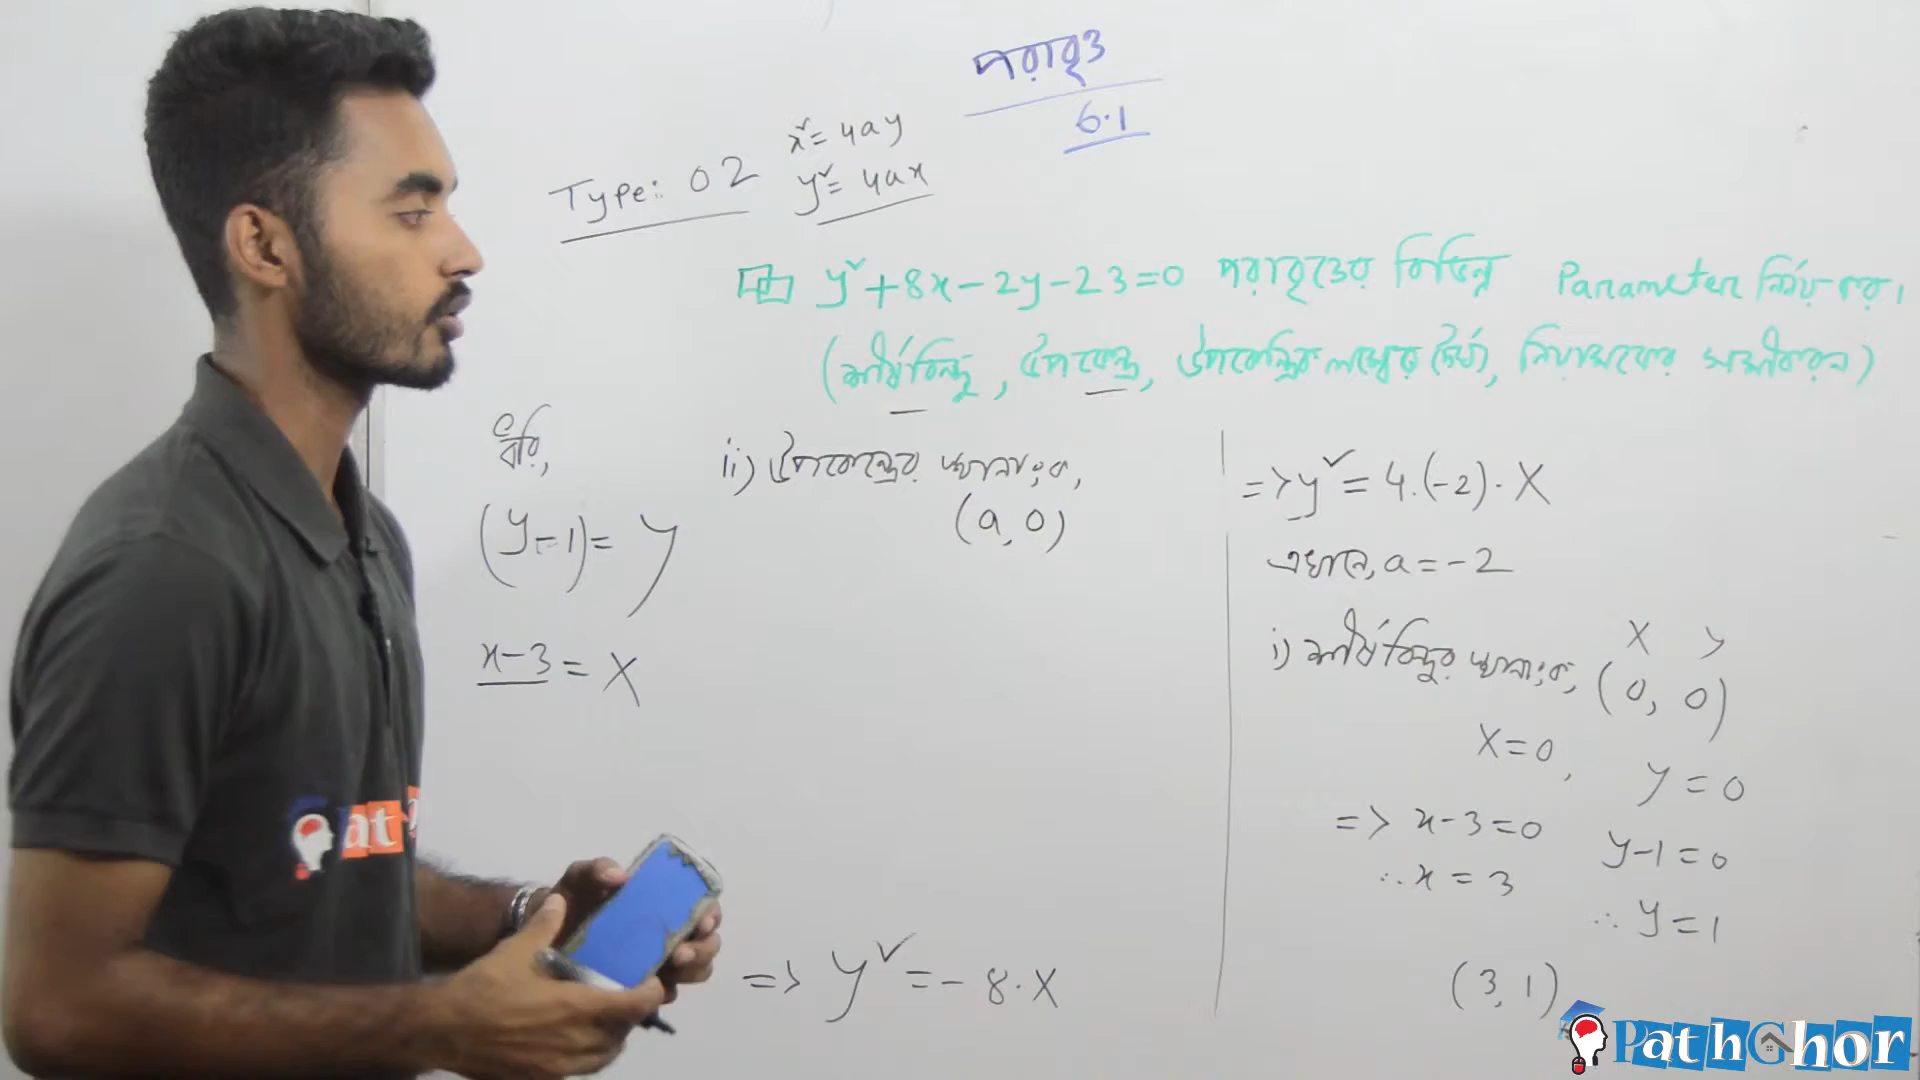 পরাবৃত্ত
6.1
Type: 02
x² = 4ay
y² = 4ax
y² + 8x - 2y - 23 = 0 পরাবৃত্তের বিভিন্ন Parameter নির্ণয় কর।
(শীর্ষবিন্দু, উপকেন্দ্র, উপকেন্দ্রিক লম্বের দৈর্ঘ্য, নিয়ামকের সমীকরণ)
ধরি,
(y-1) = Y
x-3 = X
ii) উপকেন্দ্রের স্থানাংক,
(a, 0)
=> Y² = -8·X
=> y² = 4·(-2)·X
এখানে, a = -2
i) শীর্ষবিন্দুর স্থানাংক, (0, 0)
X Y
X = 0, Y = 0
=> x-3 = 0
y-1 = 0
∴ x = 3
∴ y = 1
(3, 1)
at
PathGhor